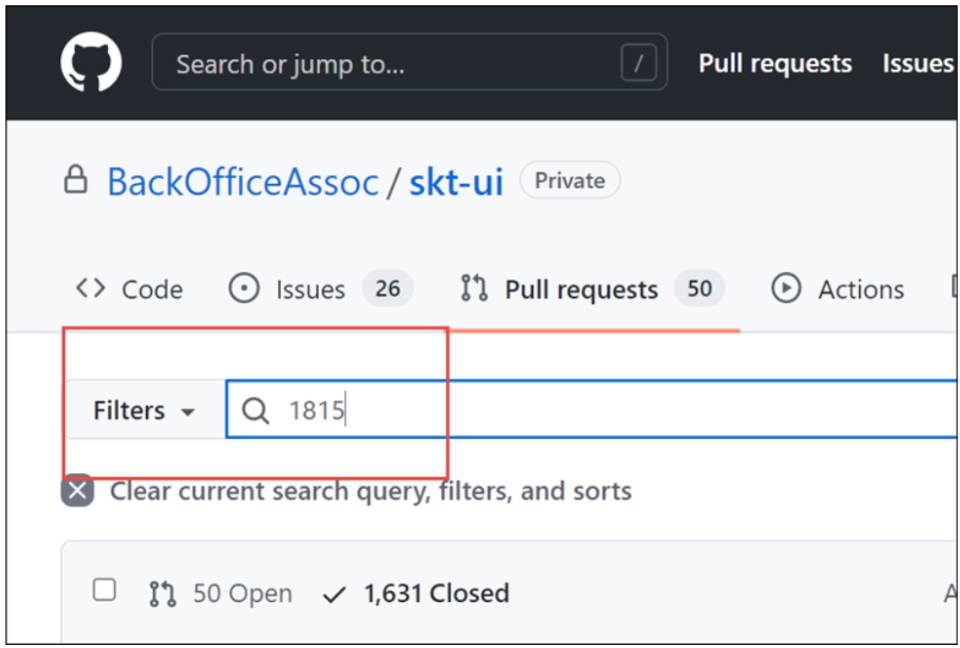 Search or jump to... / Pull requests Issues
BackOfficeAssoc / skt-ui Private
Code Issues 26 Pull requests 50 Actions
Filters 1815
Clear current search query, filters, and sorts
50 Open 1,631 Closed A